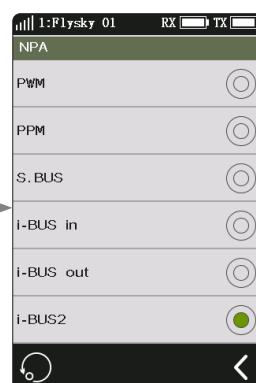 1:Flysky 01 RX TX
NPA
PWM
PPM
S.BUS
i-BUS in
i-BUS out
i-BUS2